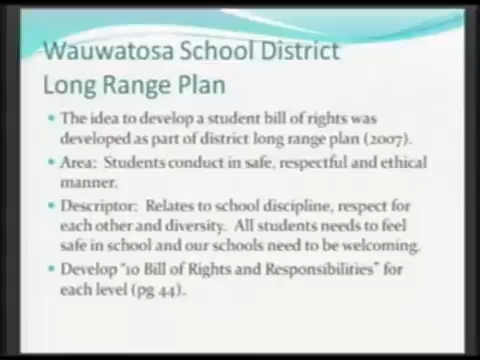 Wauwatosa School District
Long Range Plan
• The idea to develop a student bill of rights was
developed as part of district long range plan (2007).
• Area: Students conduct in safe, respectful and ethical
manner.
• Descriptor: Relates to school discipline, respect for
each other and diversity. All students needs to feel
safe in school and our schools need to be welcoming.
• Develop "10 Bill of Rights and Responsibilities" for
each level (pg 44).